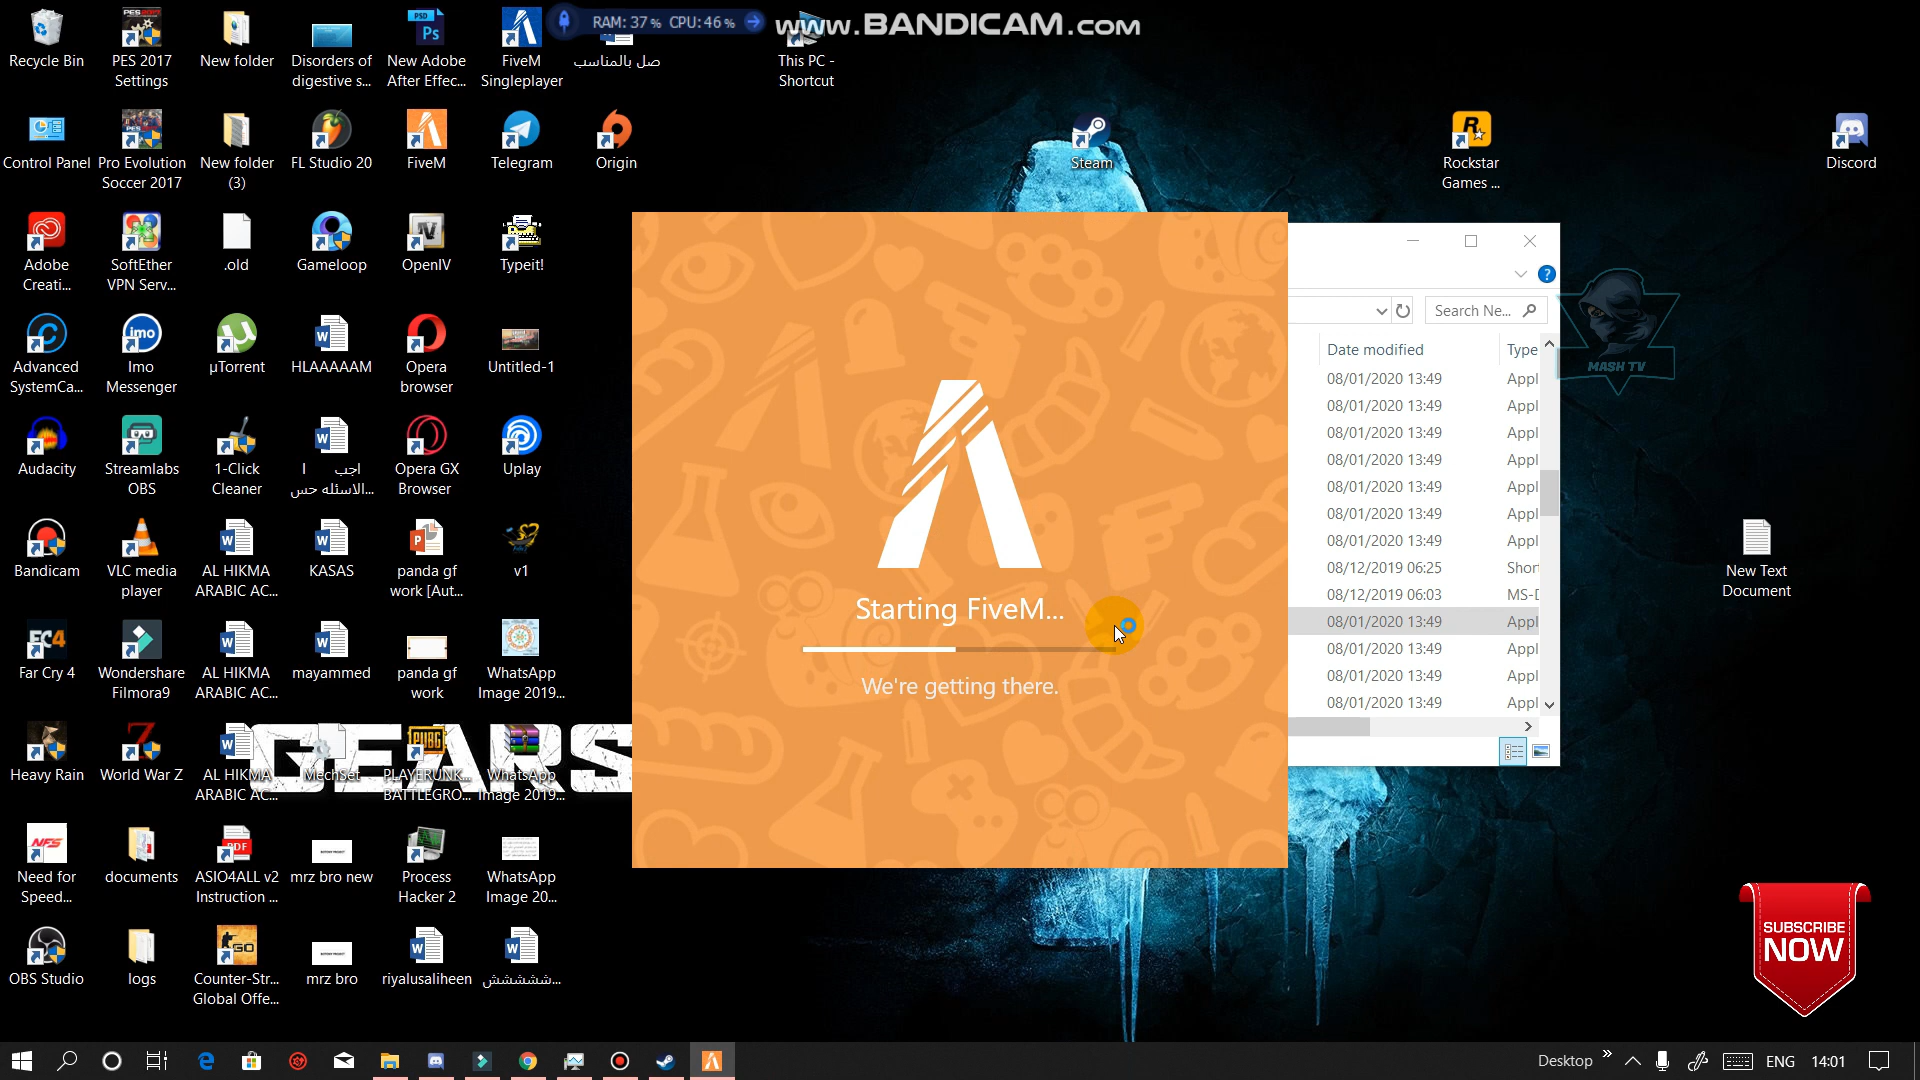 RAM: 37 % CPU: 46 %
www.BANDICAM.com
Recycle Bin
PES 2017
Settings
New folder
Disorders of
digestive s...
New Adobe
After Effec...
FiveM
Singleplayer
صل بالمناسب
This PC -
Shortcut
Control Panel
Pro Evolution
Soccer 2017
New folder
(3)
FL Studio 20
FiveM
Telegram
Origin
Steam
Rockstar
Games ...
Discord
Adobe
Creati...
SoftEther
VPN Serv...
.old
Gameloop
OpenIV
Typeit!
Search Ne...
Advanced
SystemCa...
Imo
Messenger
µTorrent
HLAAAAAM
Opera
browser
Untitled-1
Date modified
Type
MASH TV
08/01/2020 13:49 Appl
08/01/2020 13:49 Appl
08/01/2020 13:49 Appl
08/01/2020 13:49 Appl
08/01/2020 13:49 Appl
08/01/2020 13:49 Appl
08/01/2020 13:49 Appl
08/12/2019 06:25 Shor
08/12/2019 06:03 MS-D
08/01/2020 13:49 Appl
08/01/2020 13:49 Appl
08/01/2020 13:49 Appl
08/01/2020 13:49 Appl
Audacity
Streamlabs
OBS
1-Click
Cleaner
اجب ا
الاسئله حس...
Opera GX
Browser
Uplay
Bandicam
VLC media
player
AL HIKMA
ARABIC AC...
KASAS
panda gf
work [Aut...
v1
New Text
Document
Starting FiveM...
We're getting there.
Far Cry 4
Wondershare
Filmora9
AL HIKMA
ARABIC AC...
mayammed
panda gf
work
WhatsApp
Image 2019...
GEARS
Heavy Rain
World War Z
AL HIKMA
ARABIC AC...
MechSet
PLAYERUNK...
BATTLEGRO...
WhatsApp
Image 2019...
Need for
Speed...
documents
ASIO4ALL v2
Instruction ...
mrz bro new
Process
Hacker 2
WhatsApp
Image 20...
OBS Studio
logs
Counter-Str...
Global Offe...
mrz bro
riyalusaliheen
شششششش...
SUBSCRIBE
NOW
Desktop
ENG
14:01